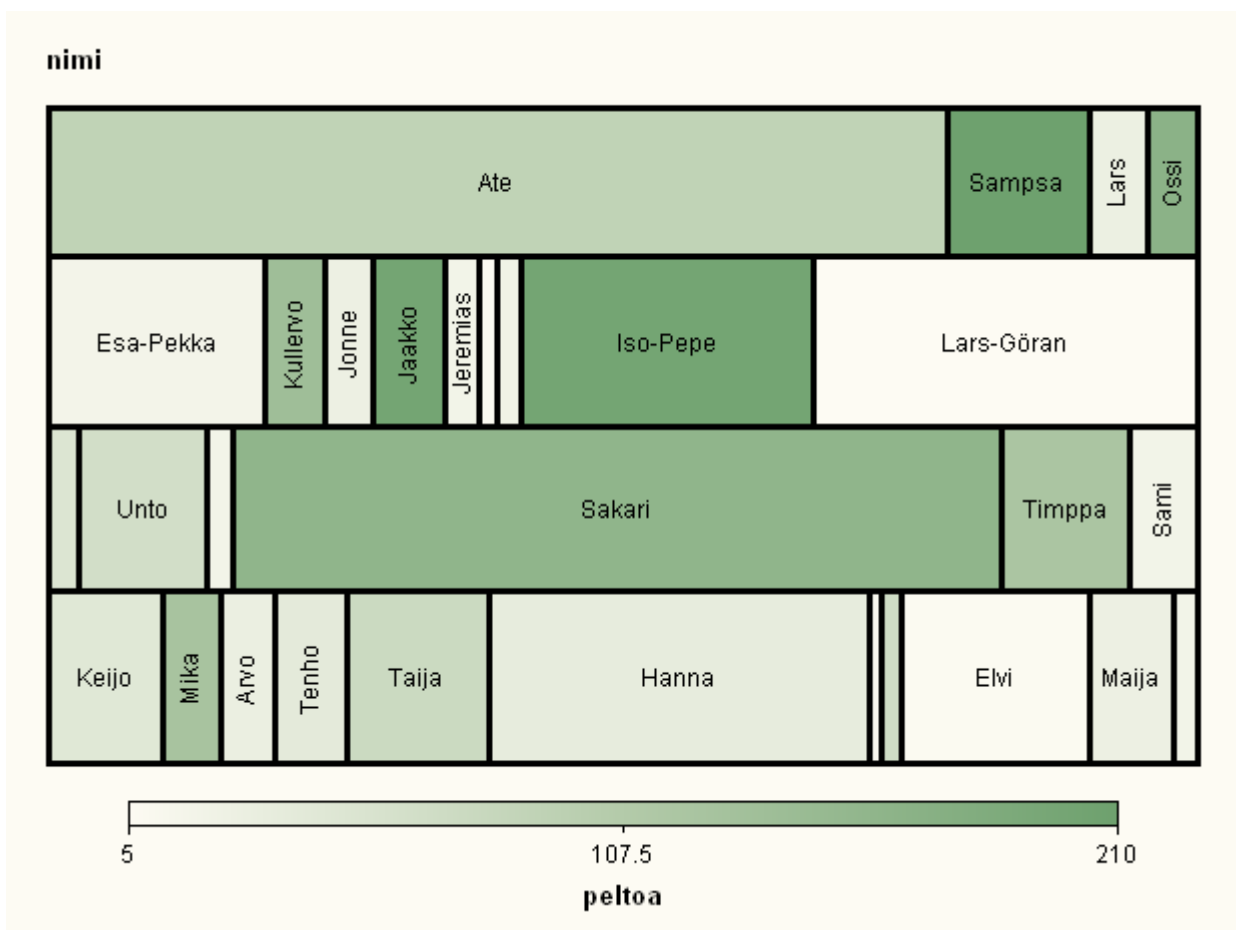 nimi
Ate
Sampsa
Lars
Ossi
Esa-Pekka
Kullervo
Jonne
Jaakko
Jeremias
Iso-Pepe
Lars-Göran
Unto
Sakari
Timppa
Sami
Keijo
Mika
Arvo
Tenho
Taija
Hanna
Elvi
Maija
5 107.5 210
peltoa